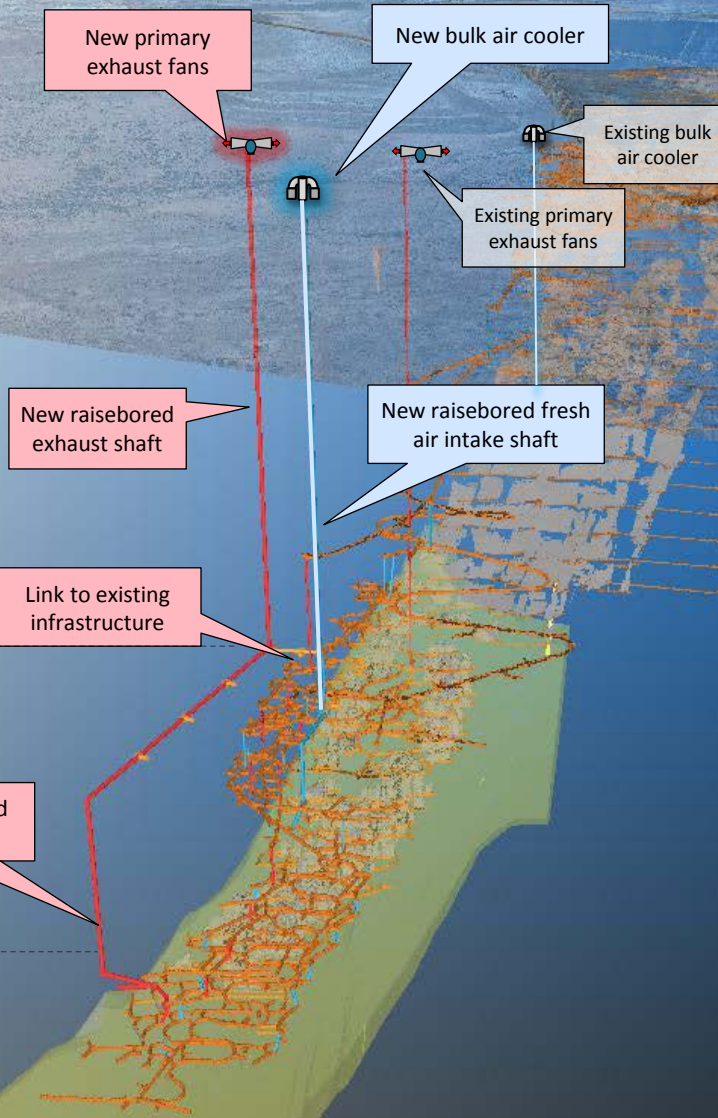 New primary
exhaust fans
New bulk air cooler
Existing bulk
air cooler
Existing primary
exhaust fans
New raisebored
exhaust shaft
New raisebored fresh
air intake shaft
Link to existing
infrastructure